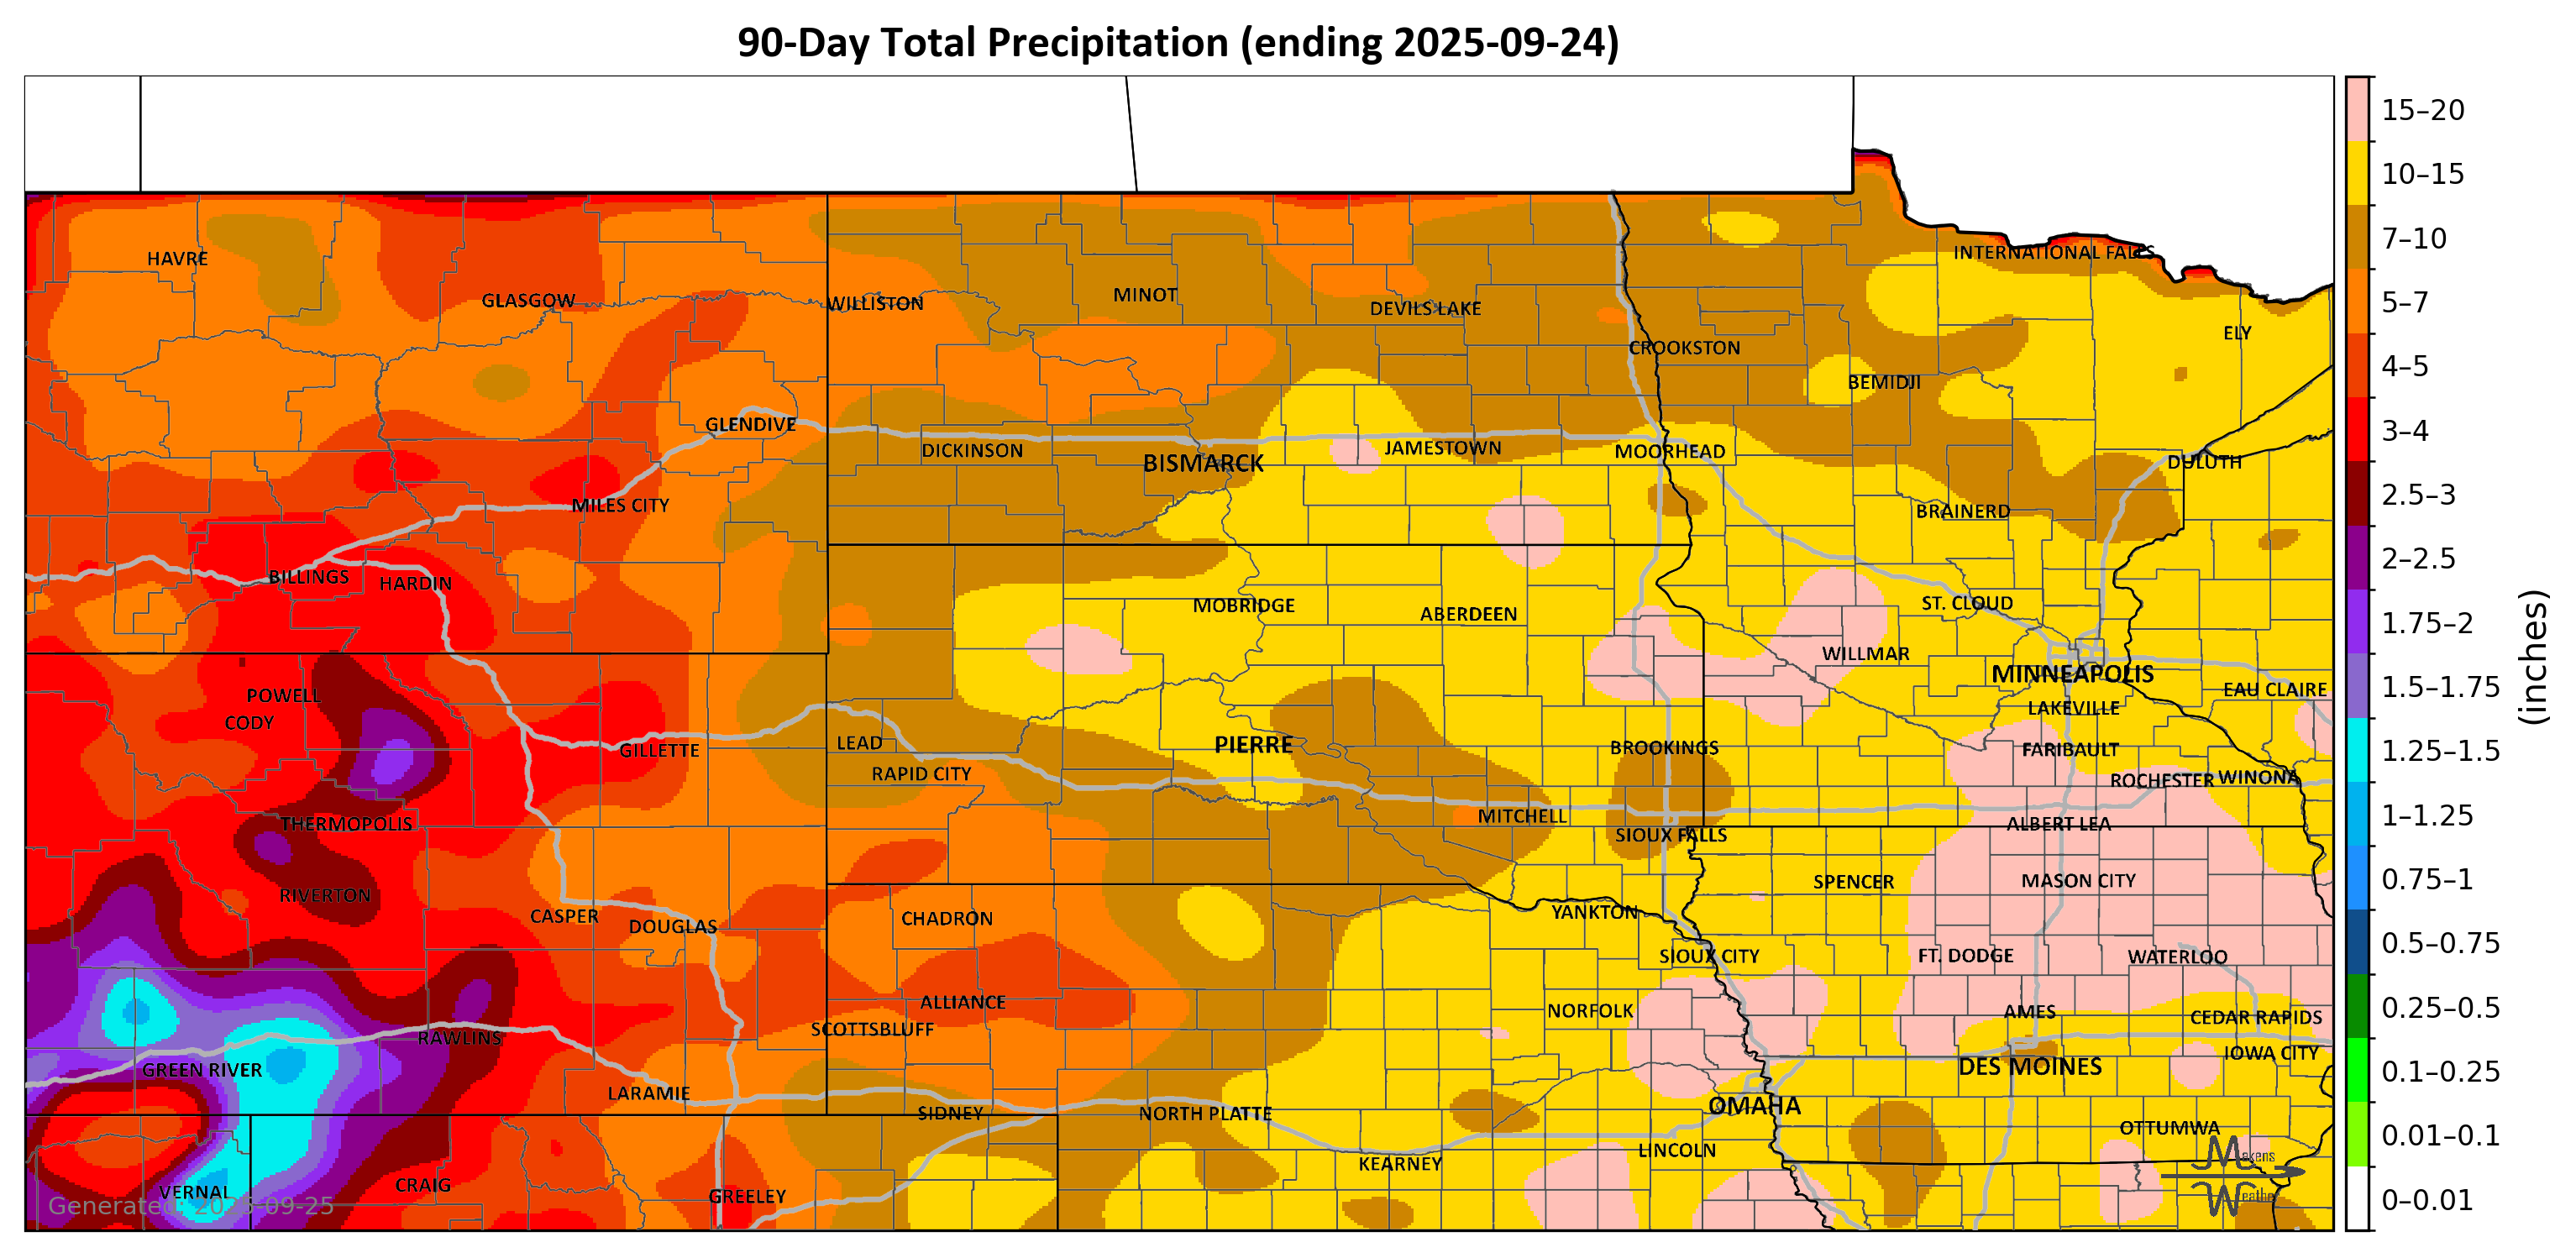 90-Day Total Precipitation (ending 2025-09-24)
15–20
10–15
7–10
5–7
4–5
3–4
2.5–3
2–2.5
1.75–2
1.5–1.75
1.25–1.5
1–1.25
0.75–1
0.5–0.75
0.25–0.5
0.1–0.25
0.01–0.1
0–0.01
(inches)
HAVRE
GLASGOW
WILLISTON
MINOT
DEVILS LAKE
INTERNATIONAL FALLS
ELY
CROOKSTON
BEMIDJI
GLENDIVE
DICKINSON
BISMARCK
JAMESTOWN
MOORHEAD
DULUTH
MILES CITY
BRAINERD
BILLINGS
HARDIN
MOBRIDGE
ABERDEEN
ST. CLOUD
WILLMAR
MINNEAPOLIS
POWELL
EAU CLAIRE
CODY
LAKEVILLE
GILLETTE
LEAD
PIERRE
BROOKINGS
FARIBAULT
RAPID CITY
ROCHESTER
WINONA
THERMOPOLIS
MITCHELL
SIOUX FALLS
ALBERT LEA
RIVERTON
SPENCER
MASON CITY
CASPER
DOUGLAS
CHADRON
YANKTON
SIOUX CITY
FT. DODGE
WATERLOO
ALLIANCE
NORFOLK
AMES
CEDAR RAPIDS
SCOTTSBLUFF
RAWLINS
GREEN RIVER
DES MOINES
IOWA CITY
LARAMIE
SIDNEY
NORTH PLATTE
OMAHA
OTTUMWA
KEARNEY
LINCOLN
VERNAL
CRAIG
GREELEY
Generated: 2025-09-25
Makens
Weather